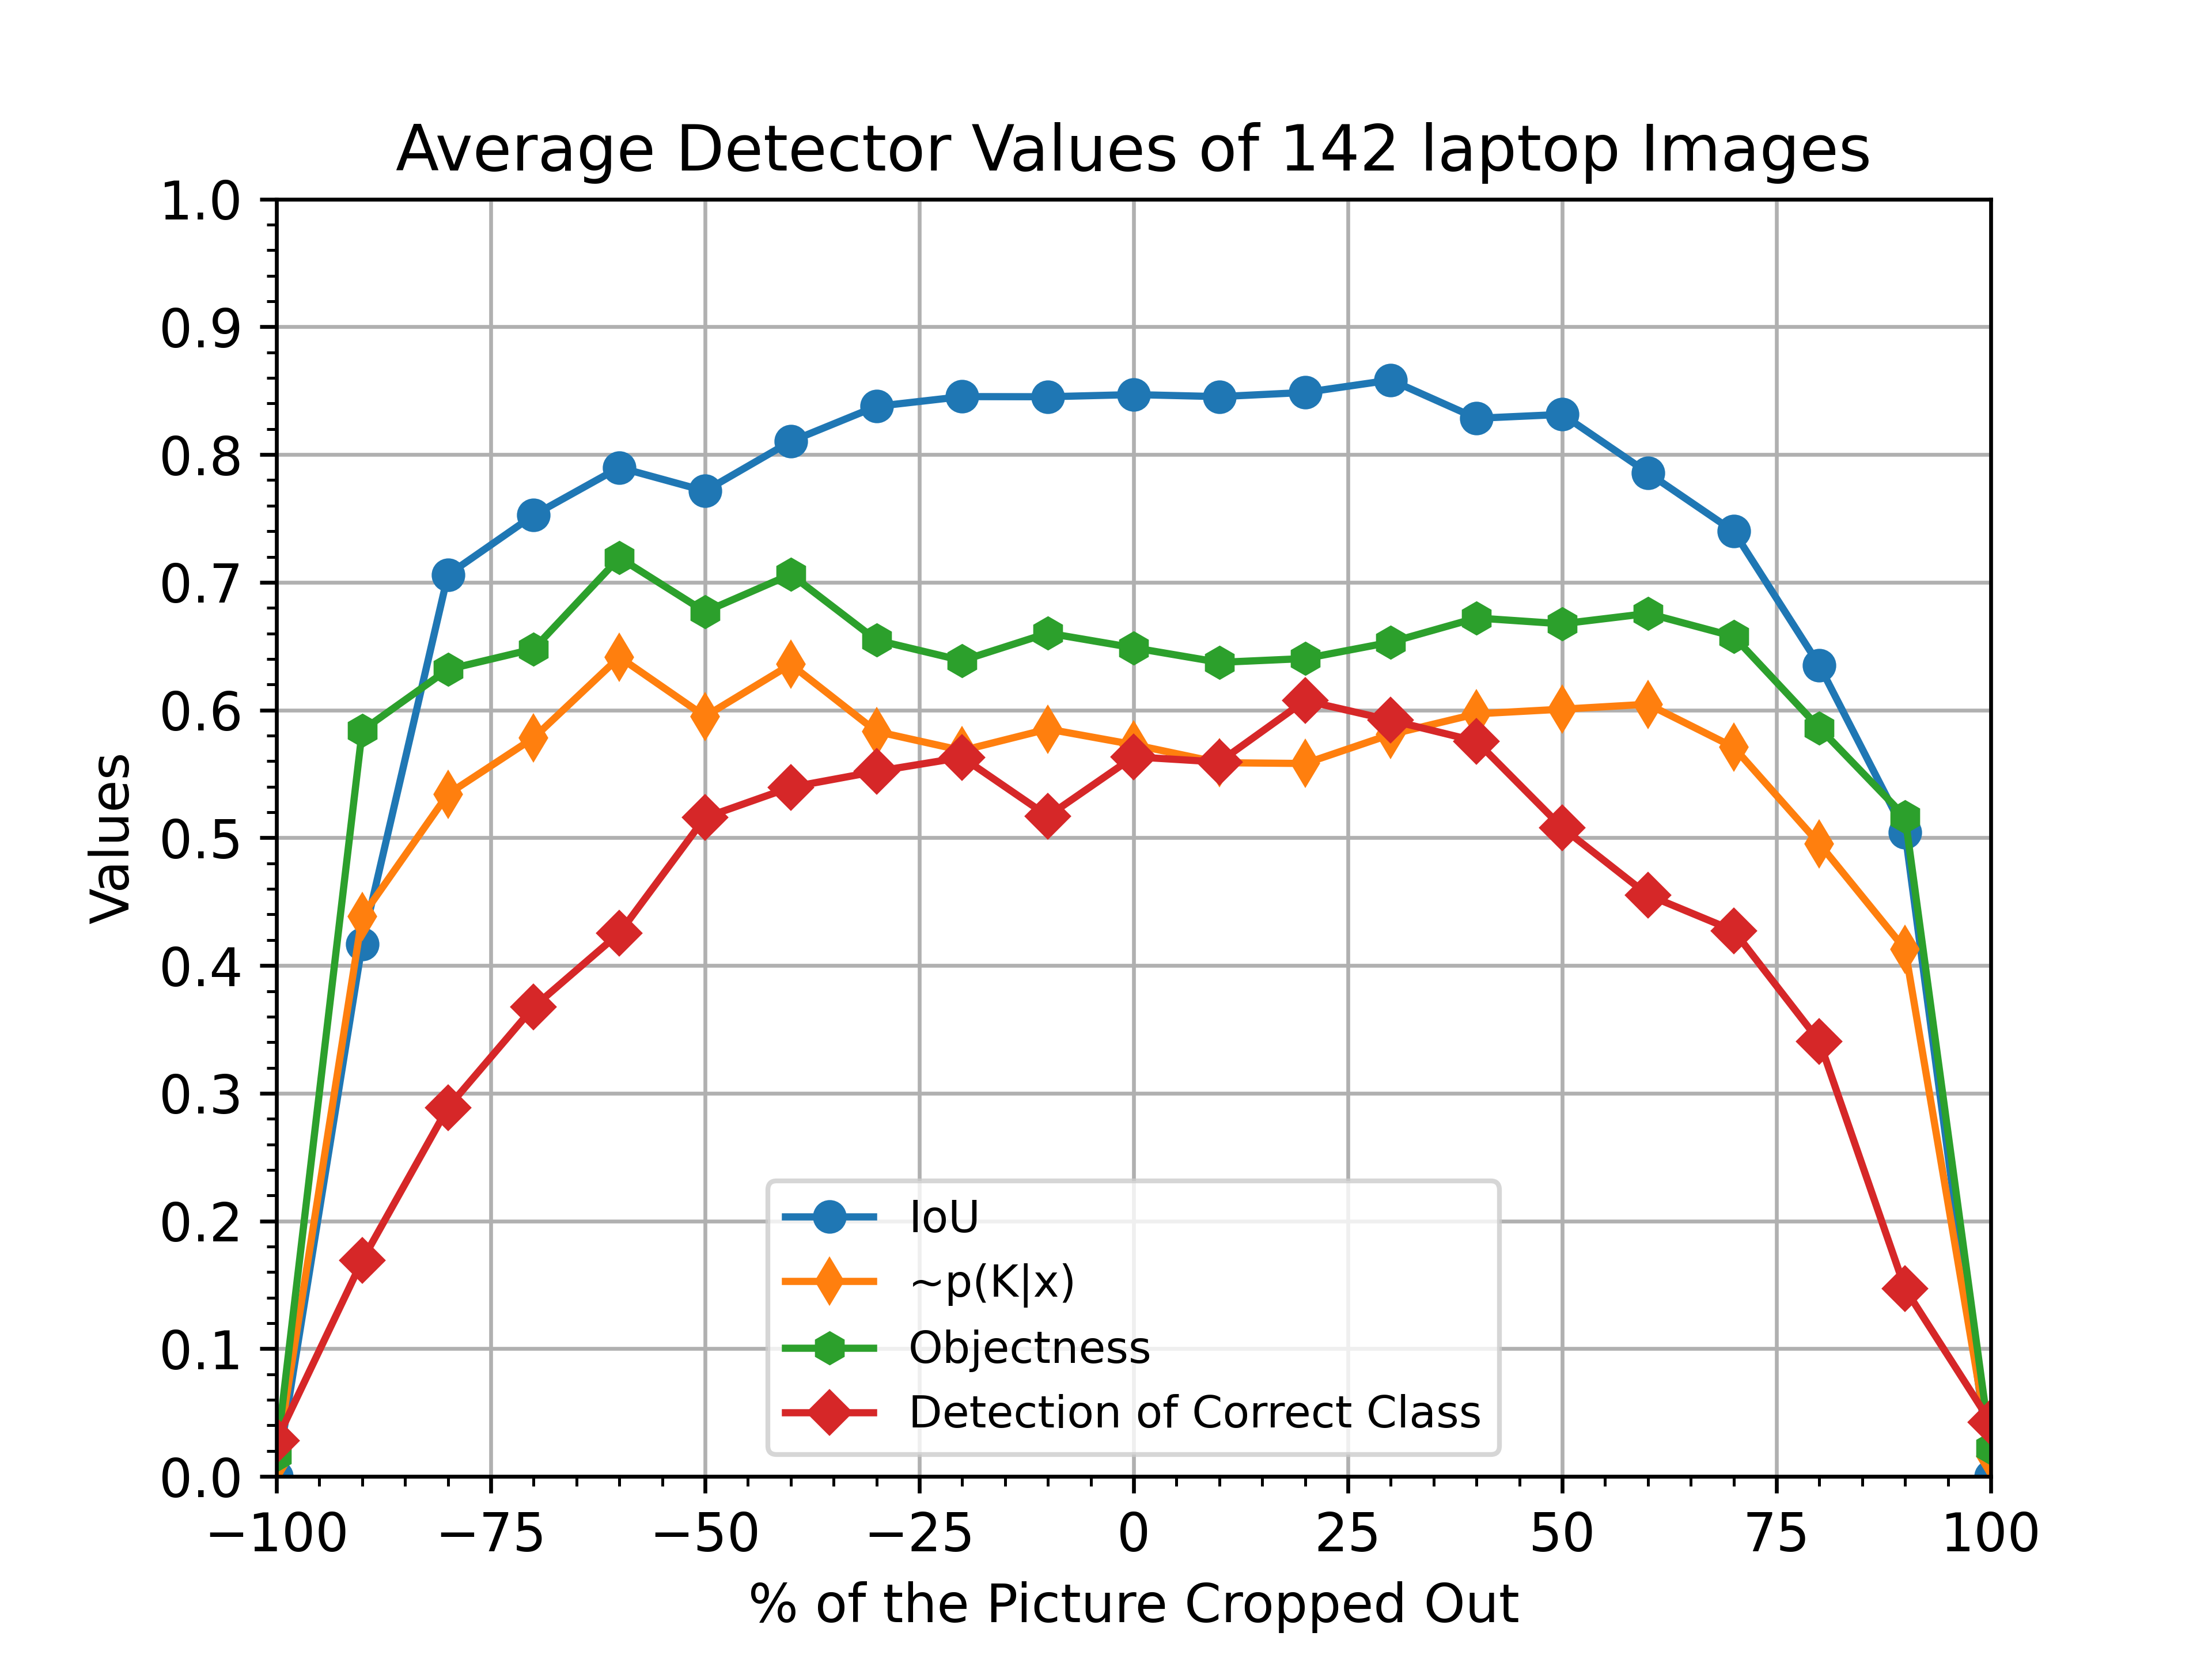 Average Detector Values of 142 laptop Images
1.0
0.9
0.8
0.7
0.6
0.5
0.4
0.3
0.2
0.1
0.0
Values
IoU
~p(K|x)
Objectness
Detection of Correct Class
−100 −75 −50 −25 0 25 50 75 100
% of the Picture Cropped Out